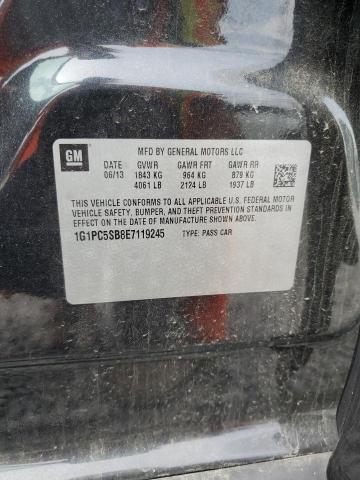 GM
MFD BY GENERAL MOTORS LLC
DATE GVWR GAWR FRT GAWR RR
06/13 1843 KG 964 KG 879 KG
4061 LB 2124 LB 1937 LB
THIS VEHICLE CONFORMS TO ALL APPLICABLE U.S. FEDERAL MOTOR
VEHICLE SAFETY, BUMPER, AND THEFT PREVENTION STANDARDS
IN EFFECT ON THE DATE OF MANUFACTURE SHOWN ABOVE.
1G1PC5SB8E7119245 TYPE: PASS CAR